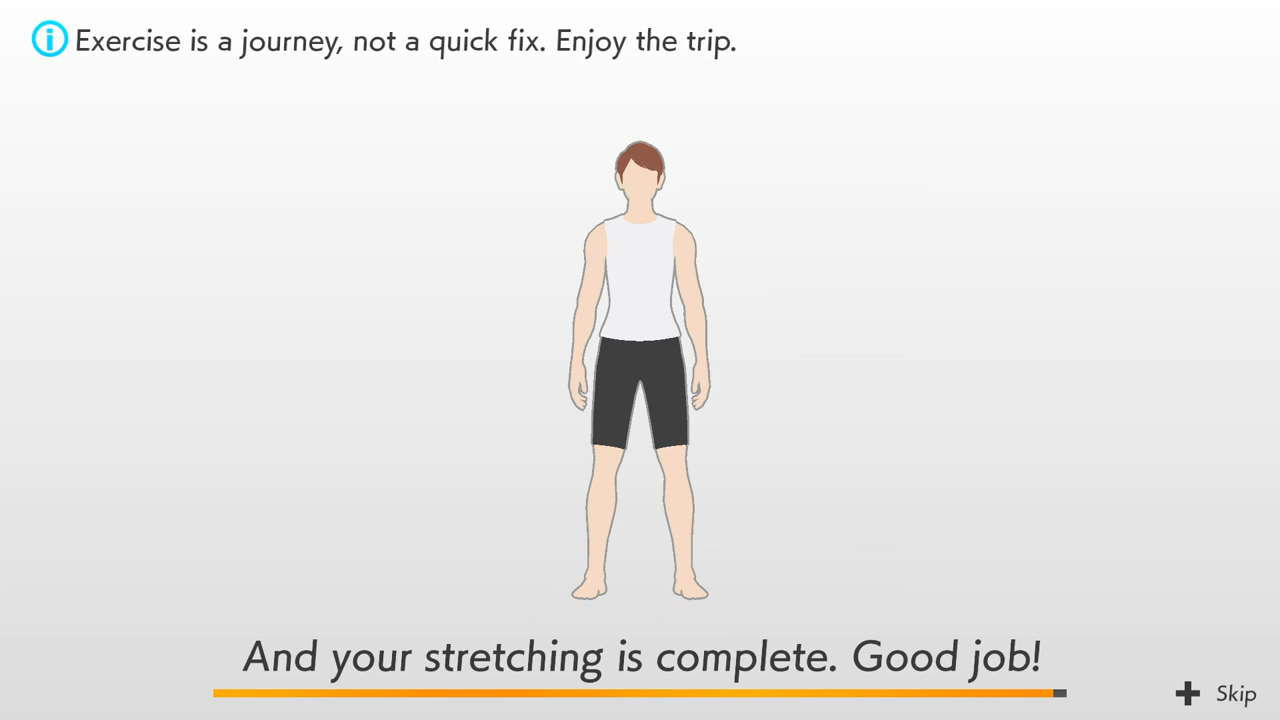 Exercise is a journey, not a quick fix. Enjoy the trip.
And your stretching is complete. Good job!
Skip